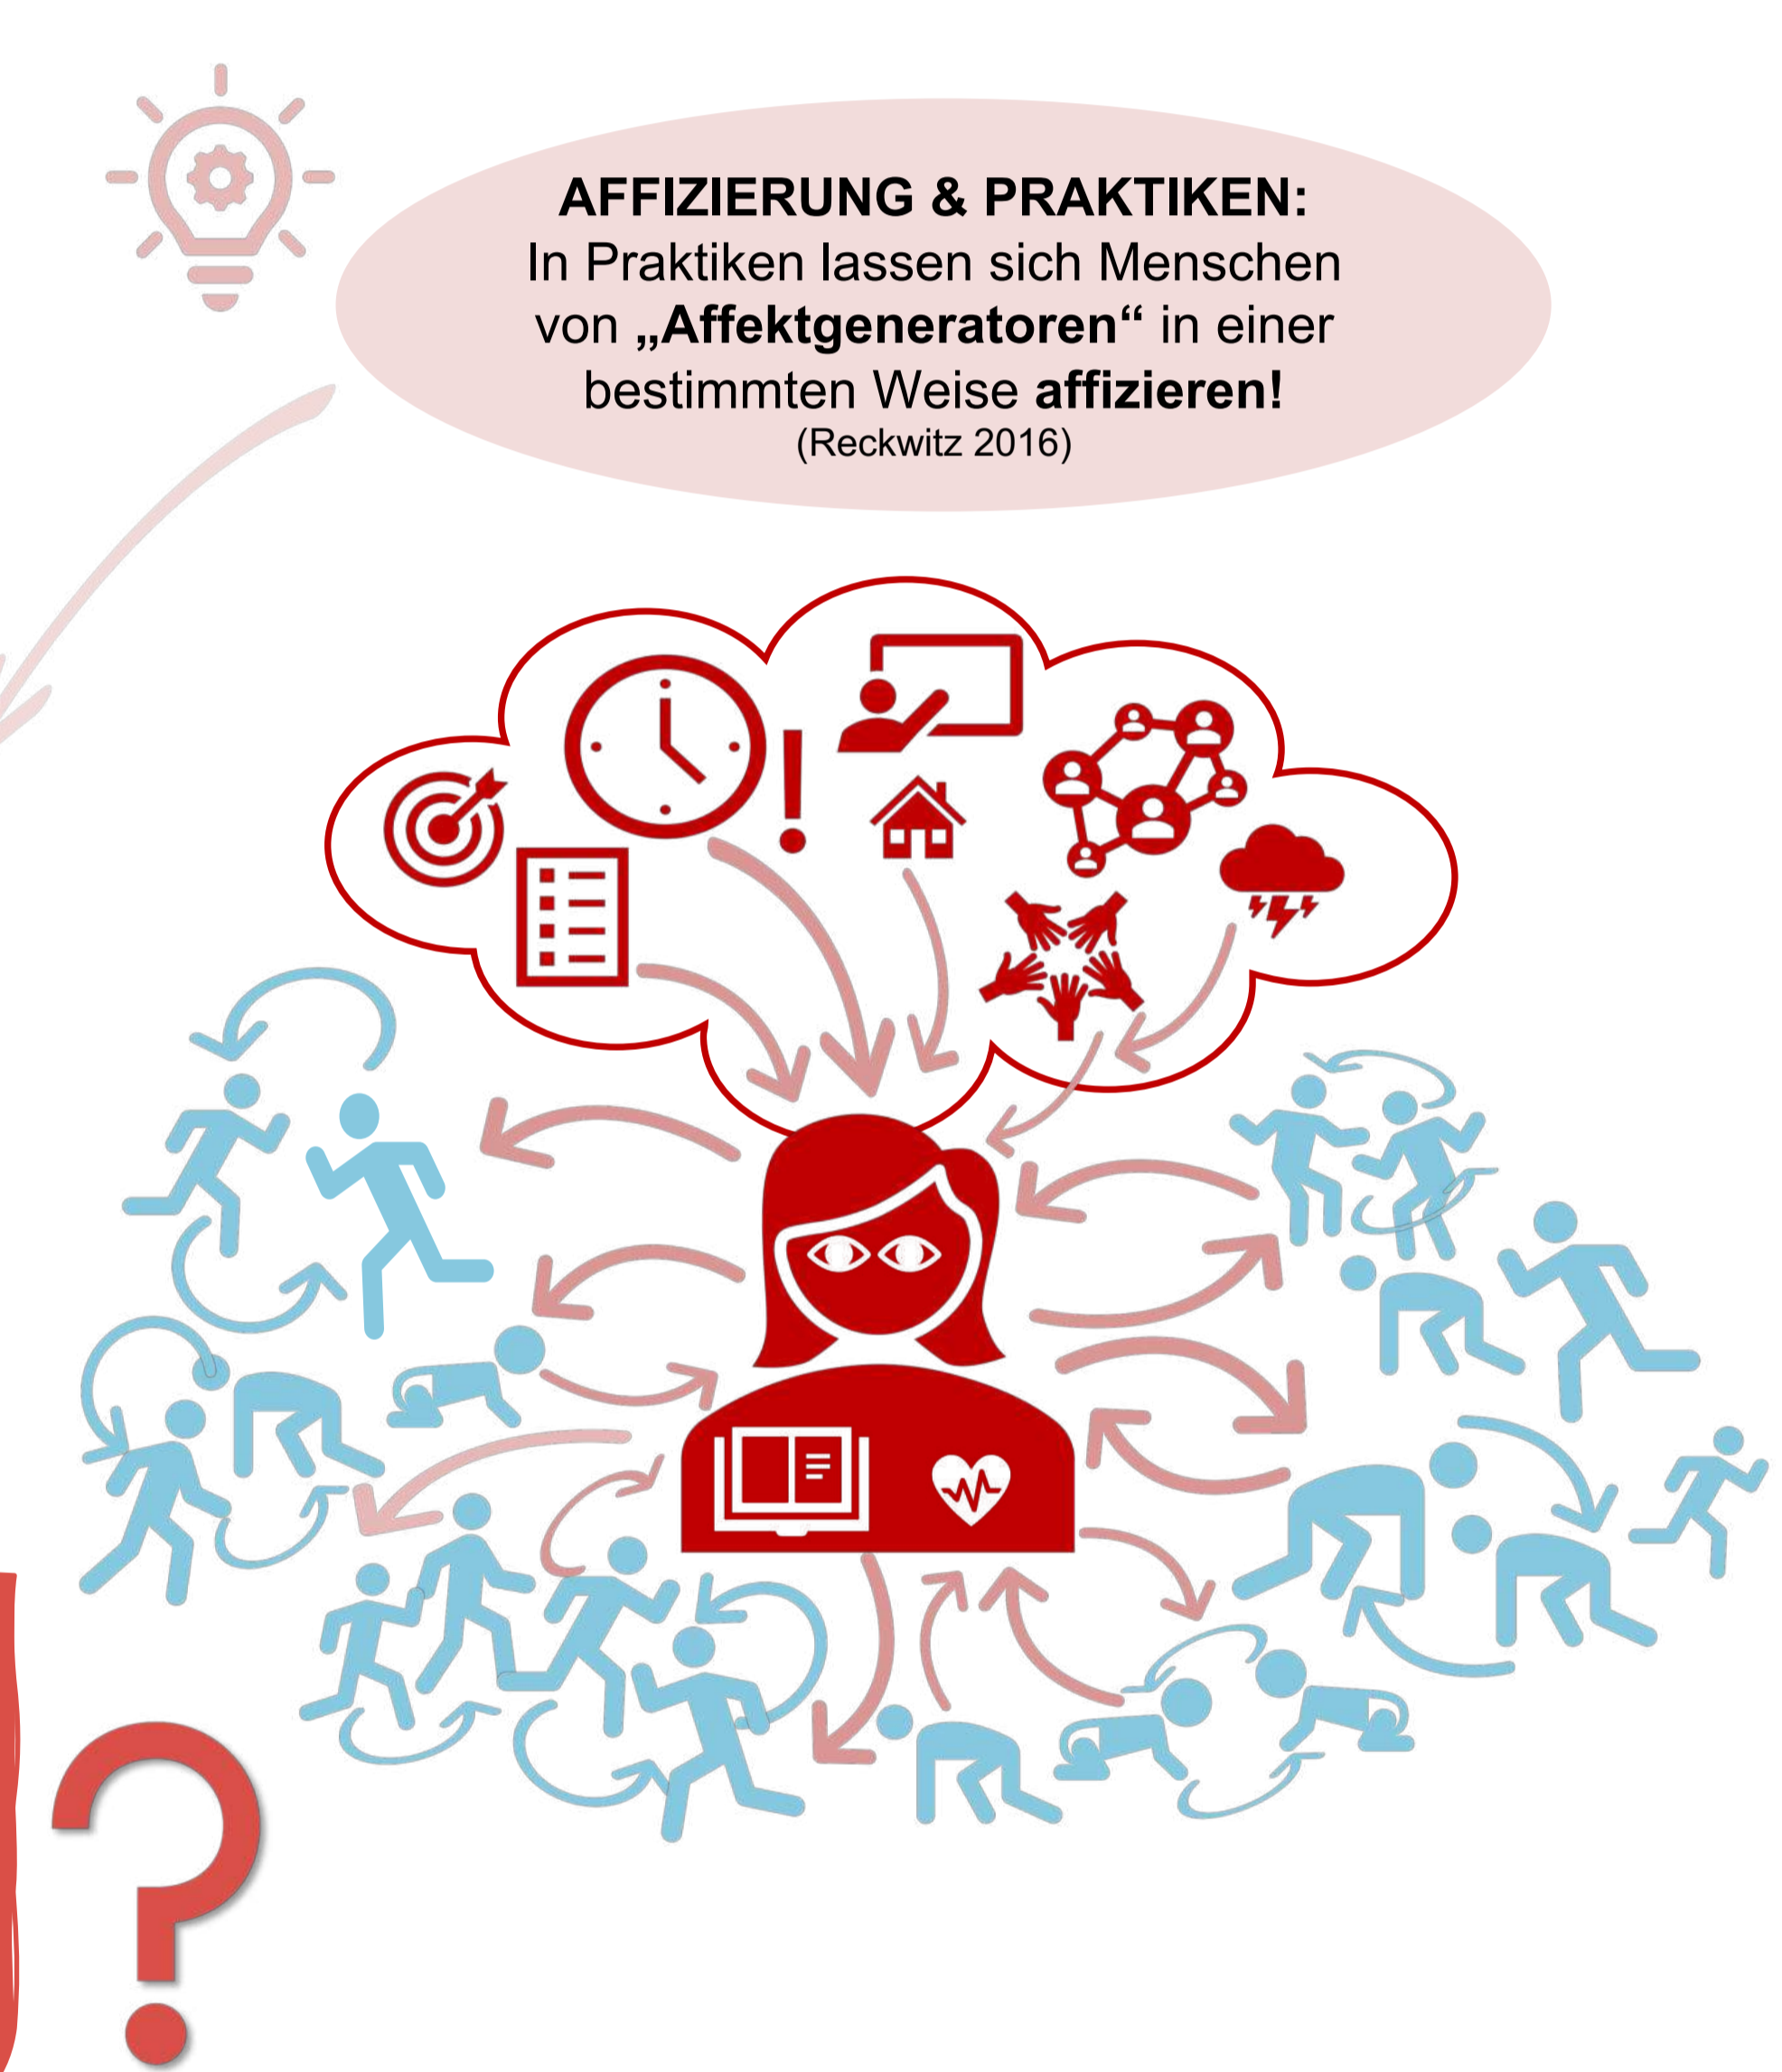 AFFIZIERUNG & PRAKTIKEN:
In Praktiken lassen sich Menschen
von „Affektgeneratoren“ in einer
bestimmten Weise affizieren!
(Reckwitz 2016)
!
?